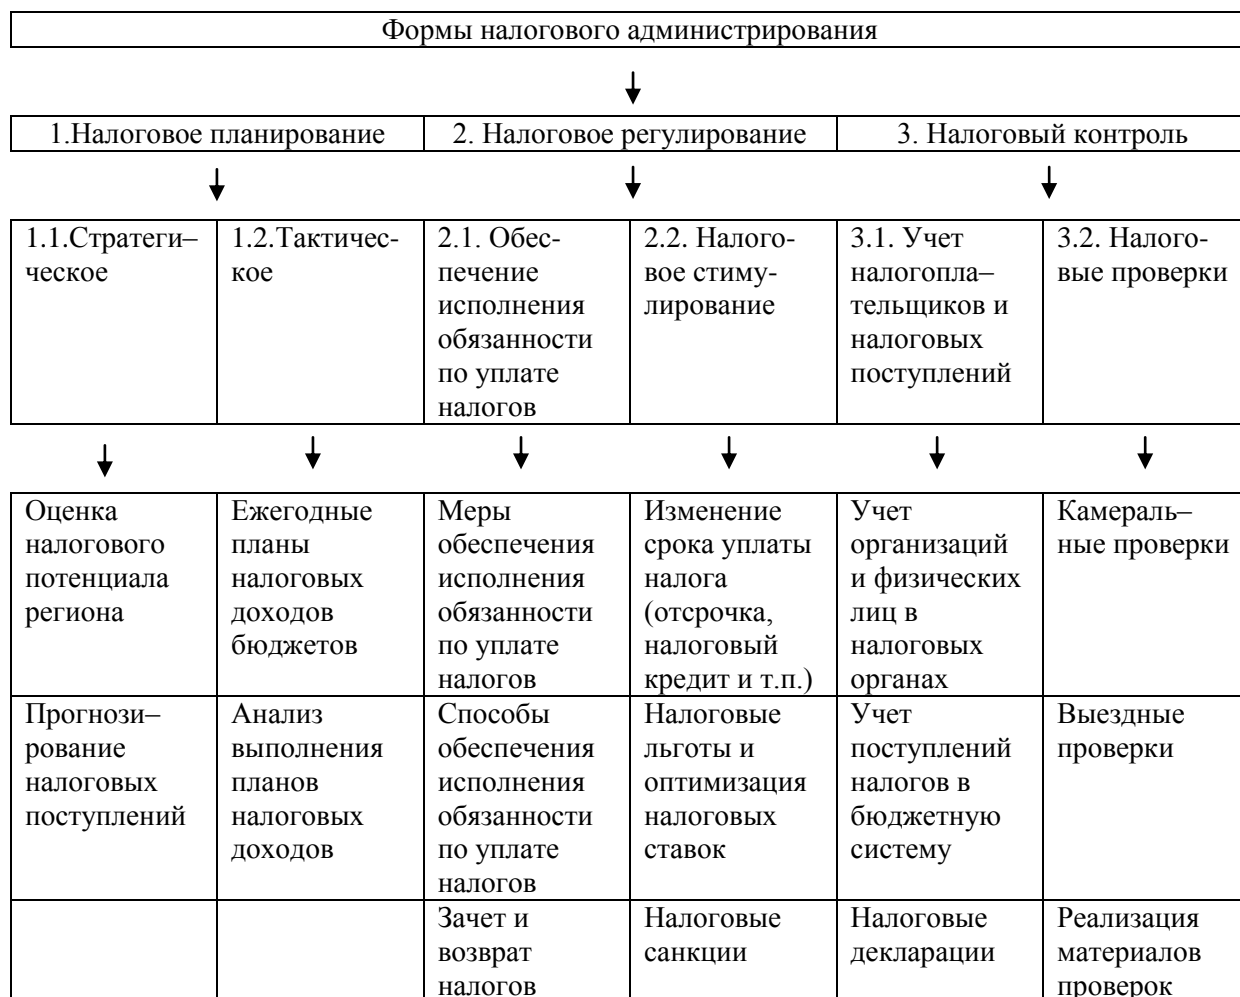 Формы налогового администрирования
1.Налоговое планирование
2. Налоговое регулирование
3. Налоговый контроль
1.1.Стратеги–
ческое
1.2.Тактичес-
кое
2.1. Обес-
печение
исполнения
обязанности
по уплате
налогов
2.2. Налого-
вое стиму-
лирование
3.1. Учет
налогопла–
тельщиков и
налоговых
поступлений
3.2. Налого-
вые проверки
Оценка
налогового
потенциала
региона
Ежегодные
планы
налоговых
доходов
бюджетов
Меры
обеспечения
исполнения
обязанности
по уплате
налогов
Изменение
срока уплаты
налога
(отсрочка,
налоговый
кредит и т.п.)
Учет
организаций
и физических
лиц в
налоговых
органах
Камераль–
ные проверки
Прогнози–
рование
налоговых
поступлений
Анализ
выполнения
планов
налоговых
доходов
Способы
обеспечения
исполнения
обязанности
по уплате
налогов
Налоговые
льготы и
оптимизация
налоговых
ставок
Учет
поступлений
налогов в
бюджетную
систему
Выездные
проверки
Зачет и
возврат
налогов
Налоговые
санкции
Налоговые
декларации
Реализация
материалов
проверок